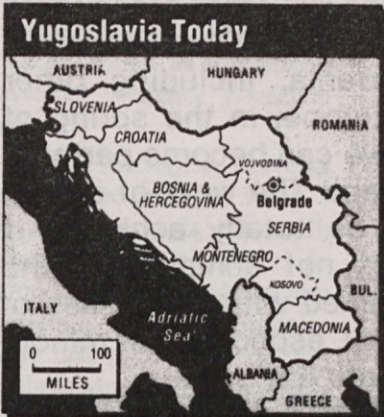 Yugoslavia Today
AUSTRIA
HUNGARY
SLOVENIA
ROMANIA
CROATIA
VOJVODINA
BOSNIA &
HERCEGOVINA
Belgrade
SERBIA
MONTENEGRO
KOSOVO
BUL.
ITALY
Adriatic
Sea
MACEDONIA
0 100
MILES
ALBANIA
GREECE